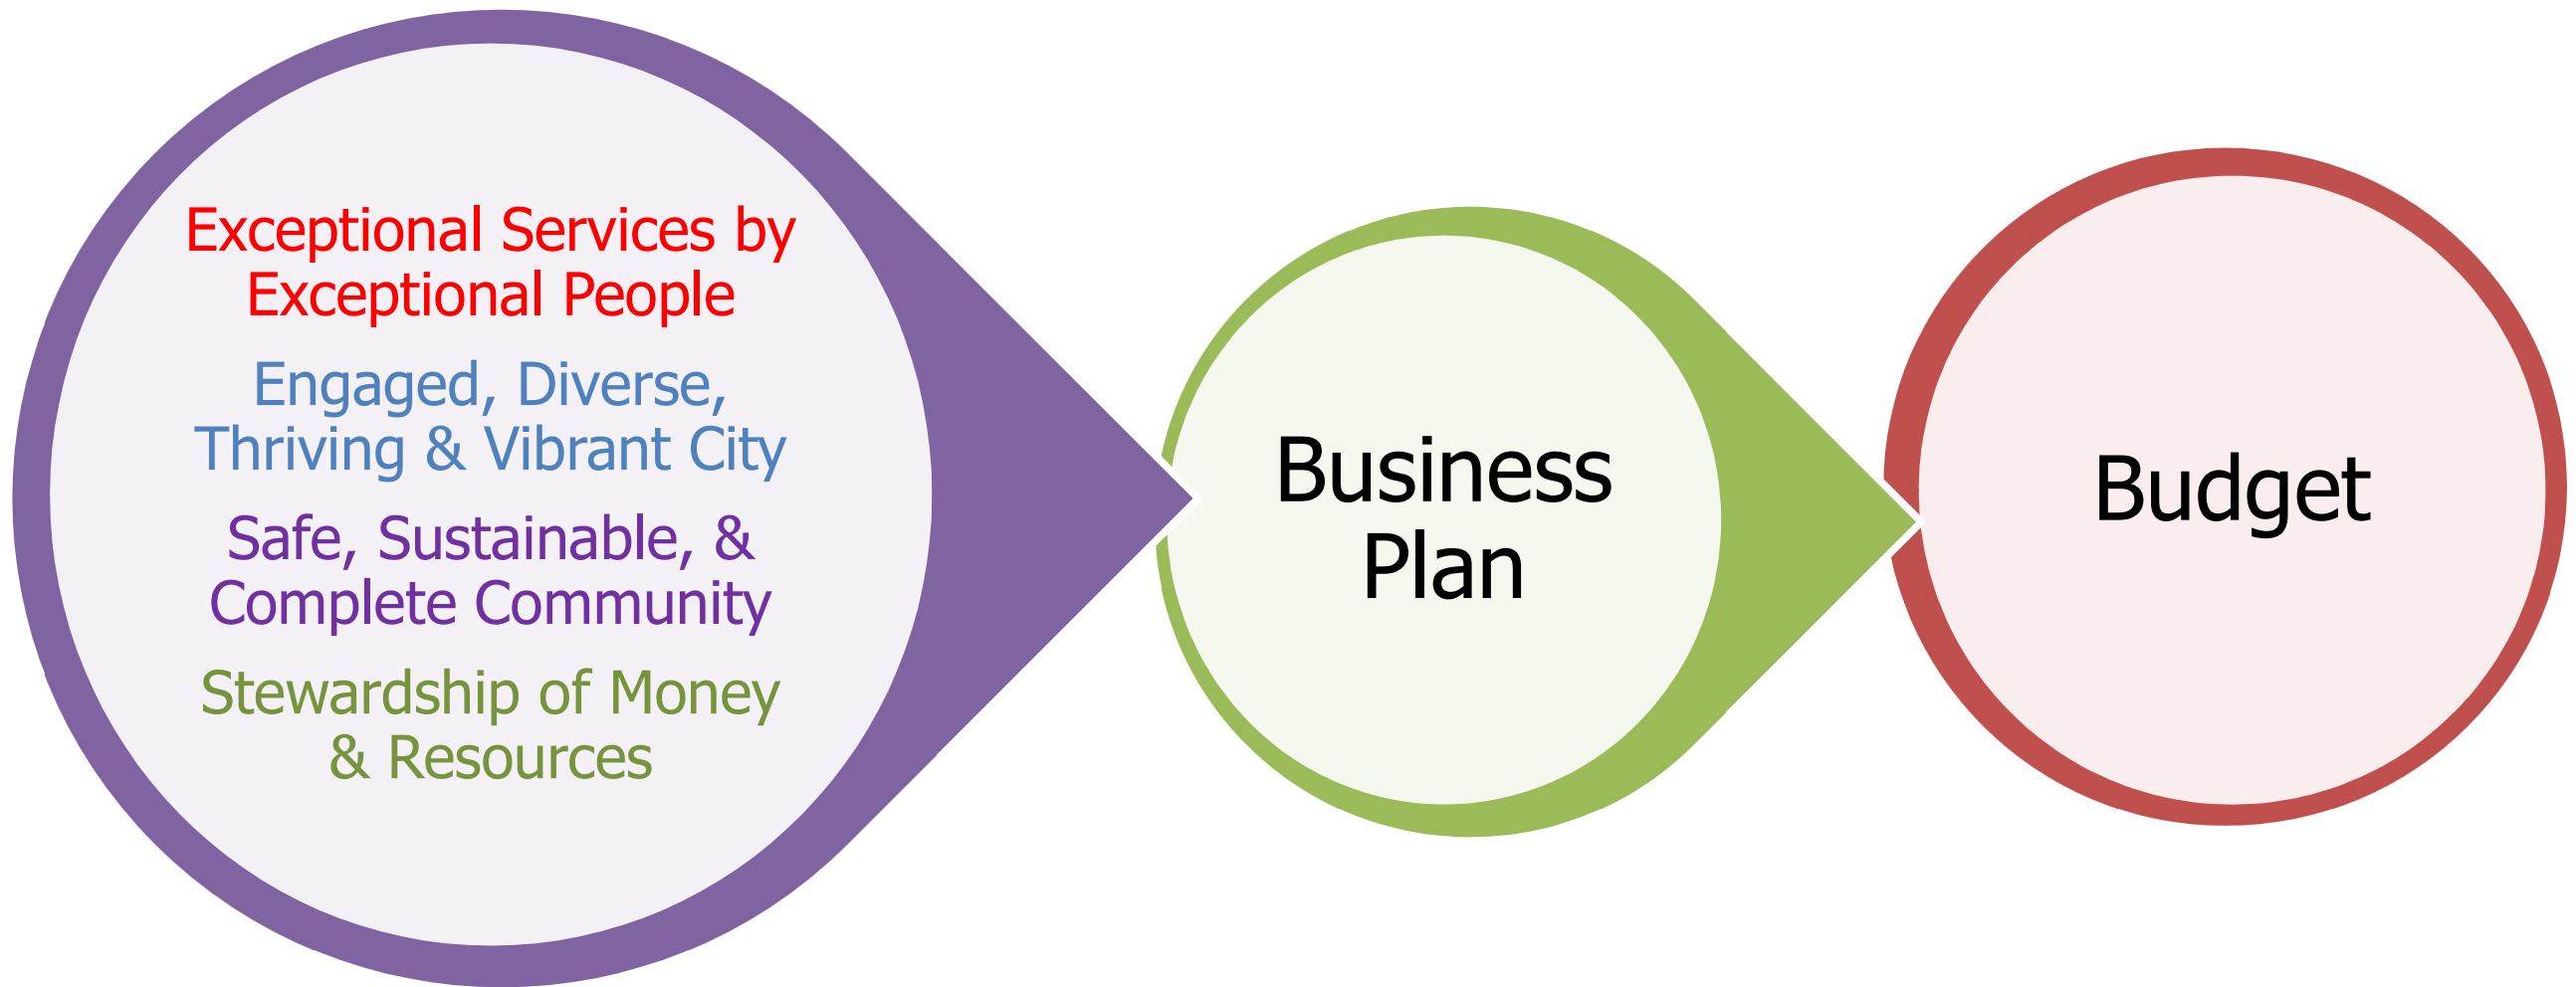 Exceptional Services by
Exceptional People
Engaged, Diverse,
Thriving & Vibrant City
Safe, Sustainable, &
Complete Community
Stewardship of Money
& Resources
Business
Plan
Budget